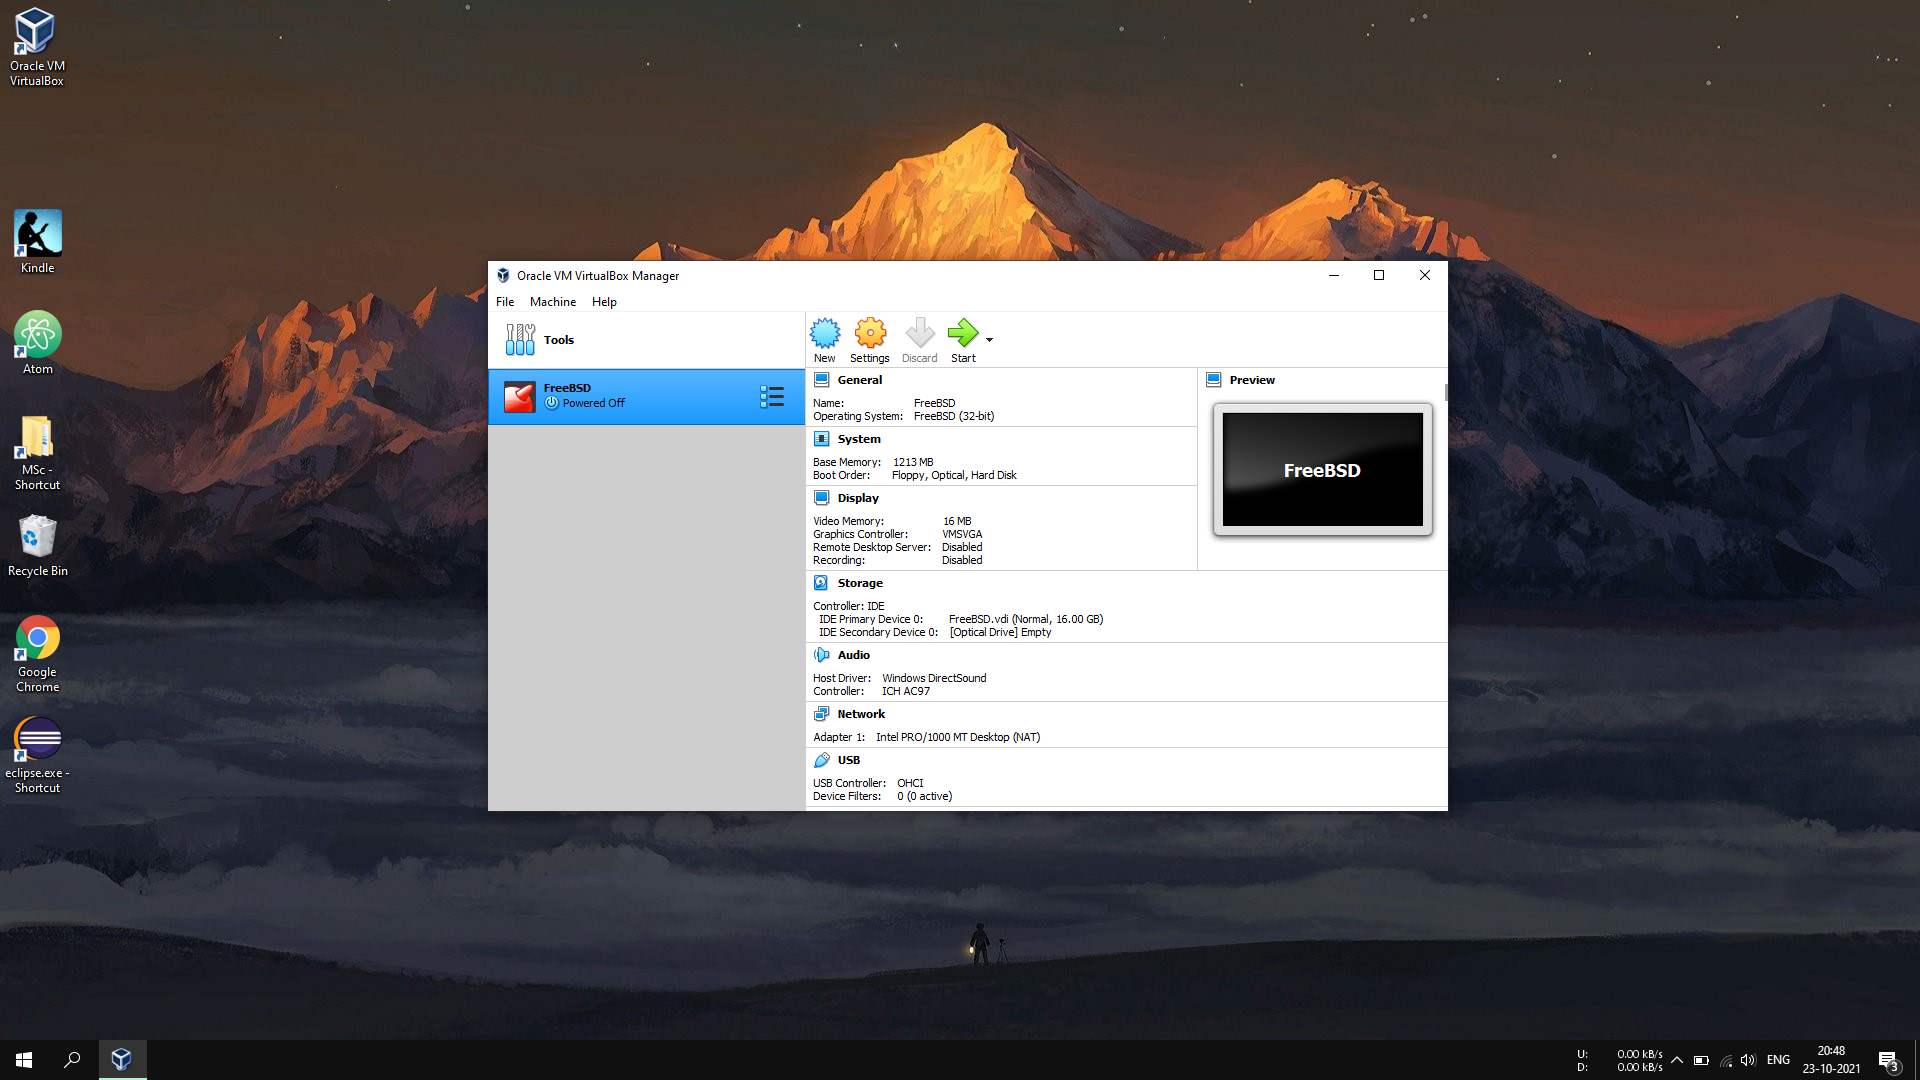 Oracle VM
VirtualBox
Kindle
Atom
MSc -
Shortcut
Recycle Bin
Google
Chrome
eclipse.exe -
Shortcut
Oracle VM VirtualBox Manager
File Machine Help
Tools
New Settings Discard Start
FreeBSD
Powered Off
General
Name: FreeBSD
Operating System: FreeBSD (32-bit)
System
Base Memory: 1213 MB
Boot Order: Floppy, Optical, Hard Disk
Display
Video Memory: 16 MB
Graphics Controller: VMSVGA
Remote Desktop Server: Disabled
Recording: Disabled
Preview
FreeBSD
Storage
Controller: IDE
IDE Primary Device 0: FreeBSD.vdi (Normal, 16.00 GB)
IDE Secondary Device 0: [Optical Drive] Empty
Audio
Host Driver: Windows DirectSound
Controller: ICH AC97
Network
Adapter 1: Intel PRO/1000 MT Desktop (NAT)
USB
USB Controller: OHCI
Device Filters: 0 (0 active)
U: 0.00 kB/s
D: 0.00 kB/s
ENG
20:48
23-10-2021
3